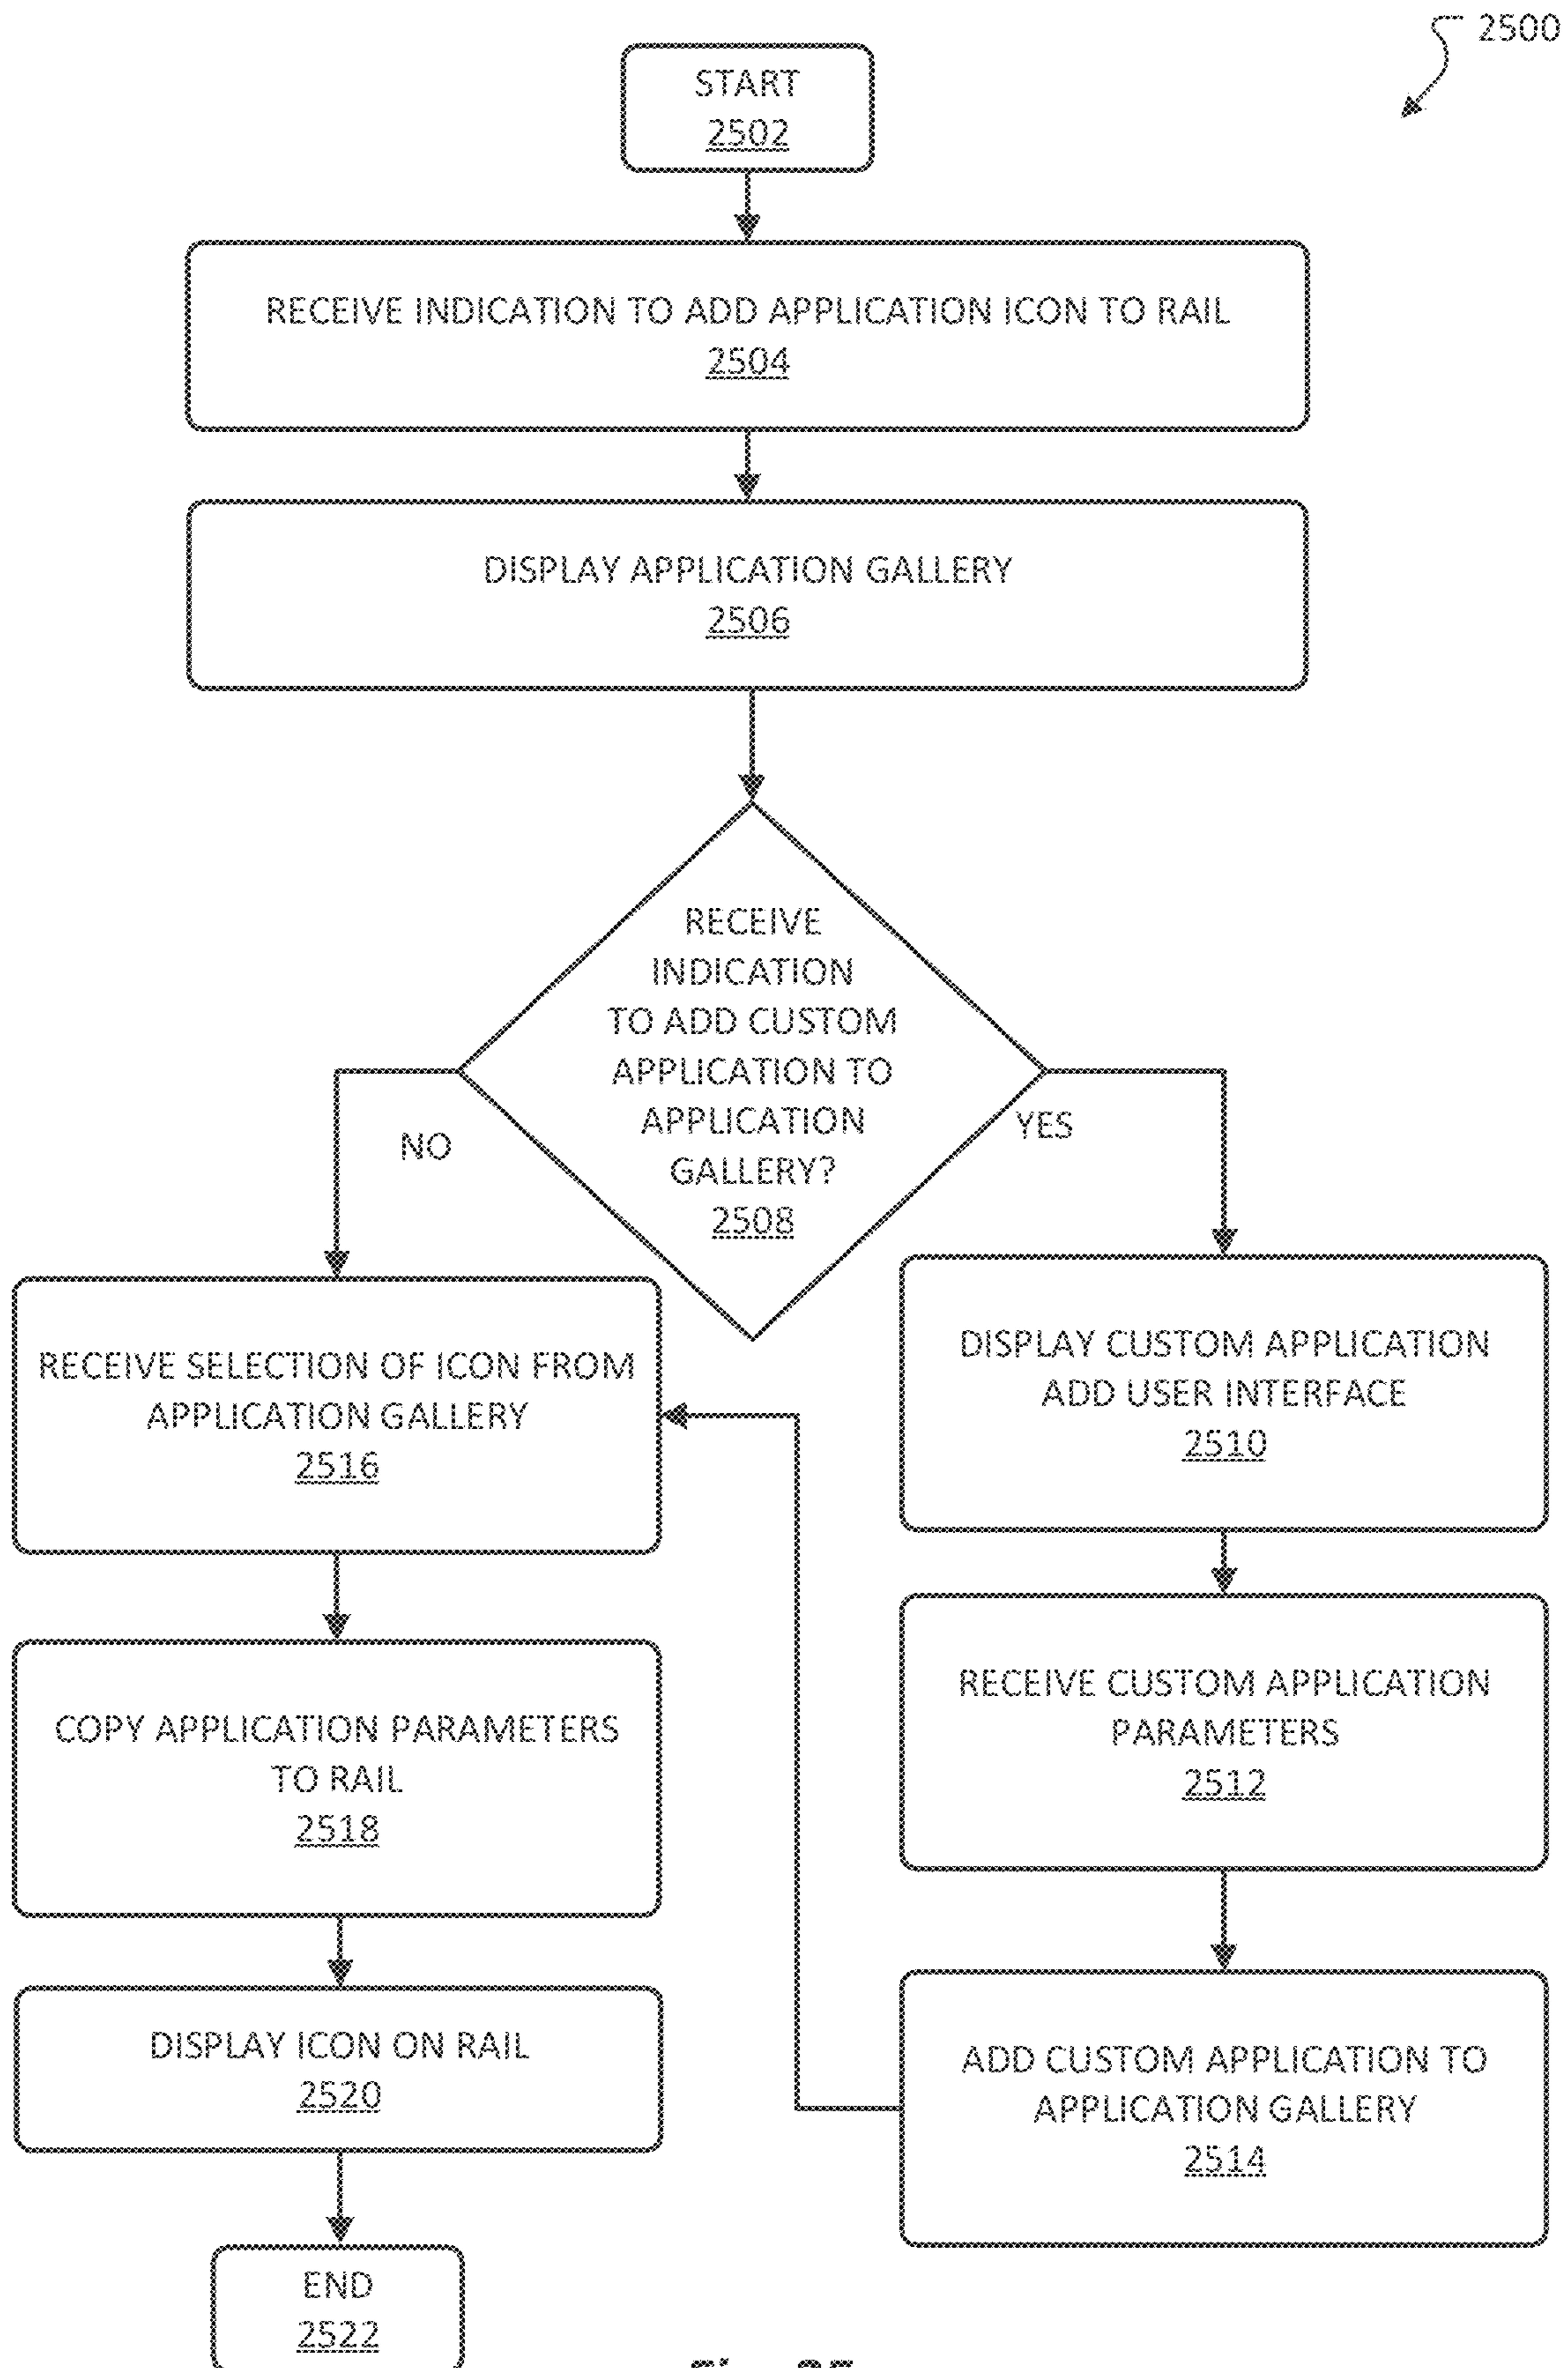 2500
START
2502
RECEIVE INDICATION TO ADD APPLICATION ICON TO RAIL
2504
DISPLAY APPLICATION GALLERY
2506
RECEIVE
INDICATION
TO ADD CUSTOM
APPLICATION TO
APPLICATION
GALLERY?
2508
NO
YES
RECEIVE SELECTION OF ICON FROM
APPLICATION GALLERY
2516
DISPLAY CUSTOM APPLICATION
ADD USER INTERFACE
2510
COPY APPLICATION PARAMETERS
TO RAIL
2518
RECEIVE CUSTOM APPLICATION
PARAMETERS
2512
DISPLAY ICON ON RAIL
2520
ADD CUSTOM APPLICATION TO
APPLICATION GALLERY
2514
END
2522